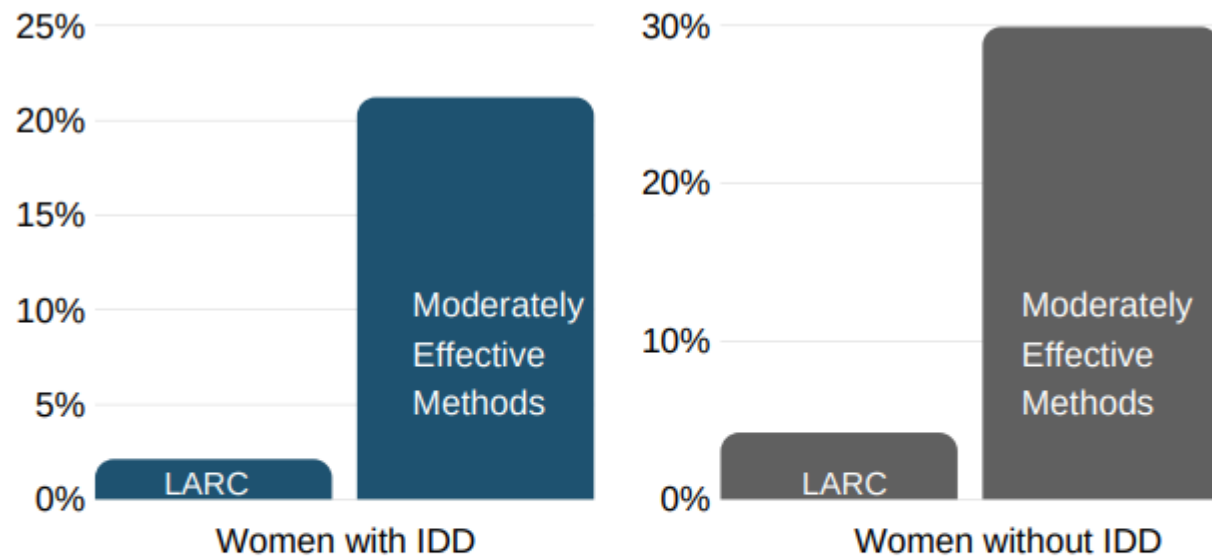 25%
20%
15%
10%
5%
0%
Moderately
Effective
Methods
LARC
Women with IDD
30%
20%
10%
0%
Moderately
Effective
Methods
LARC
Women without IDD